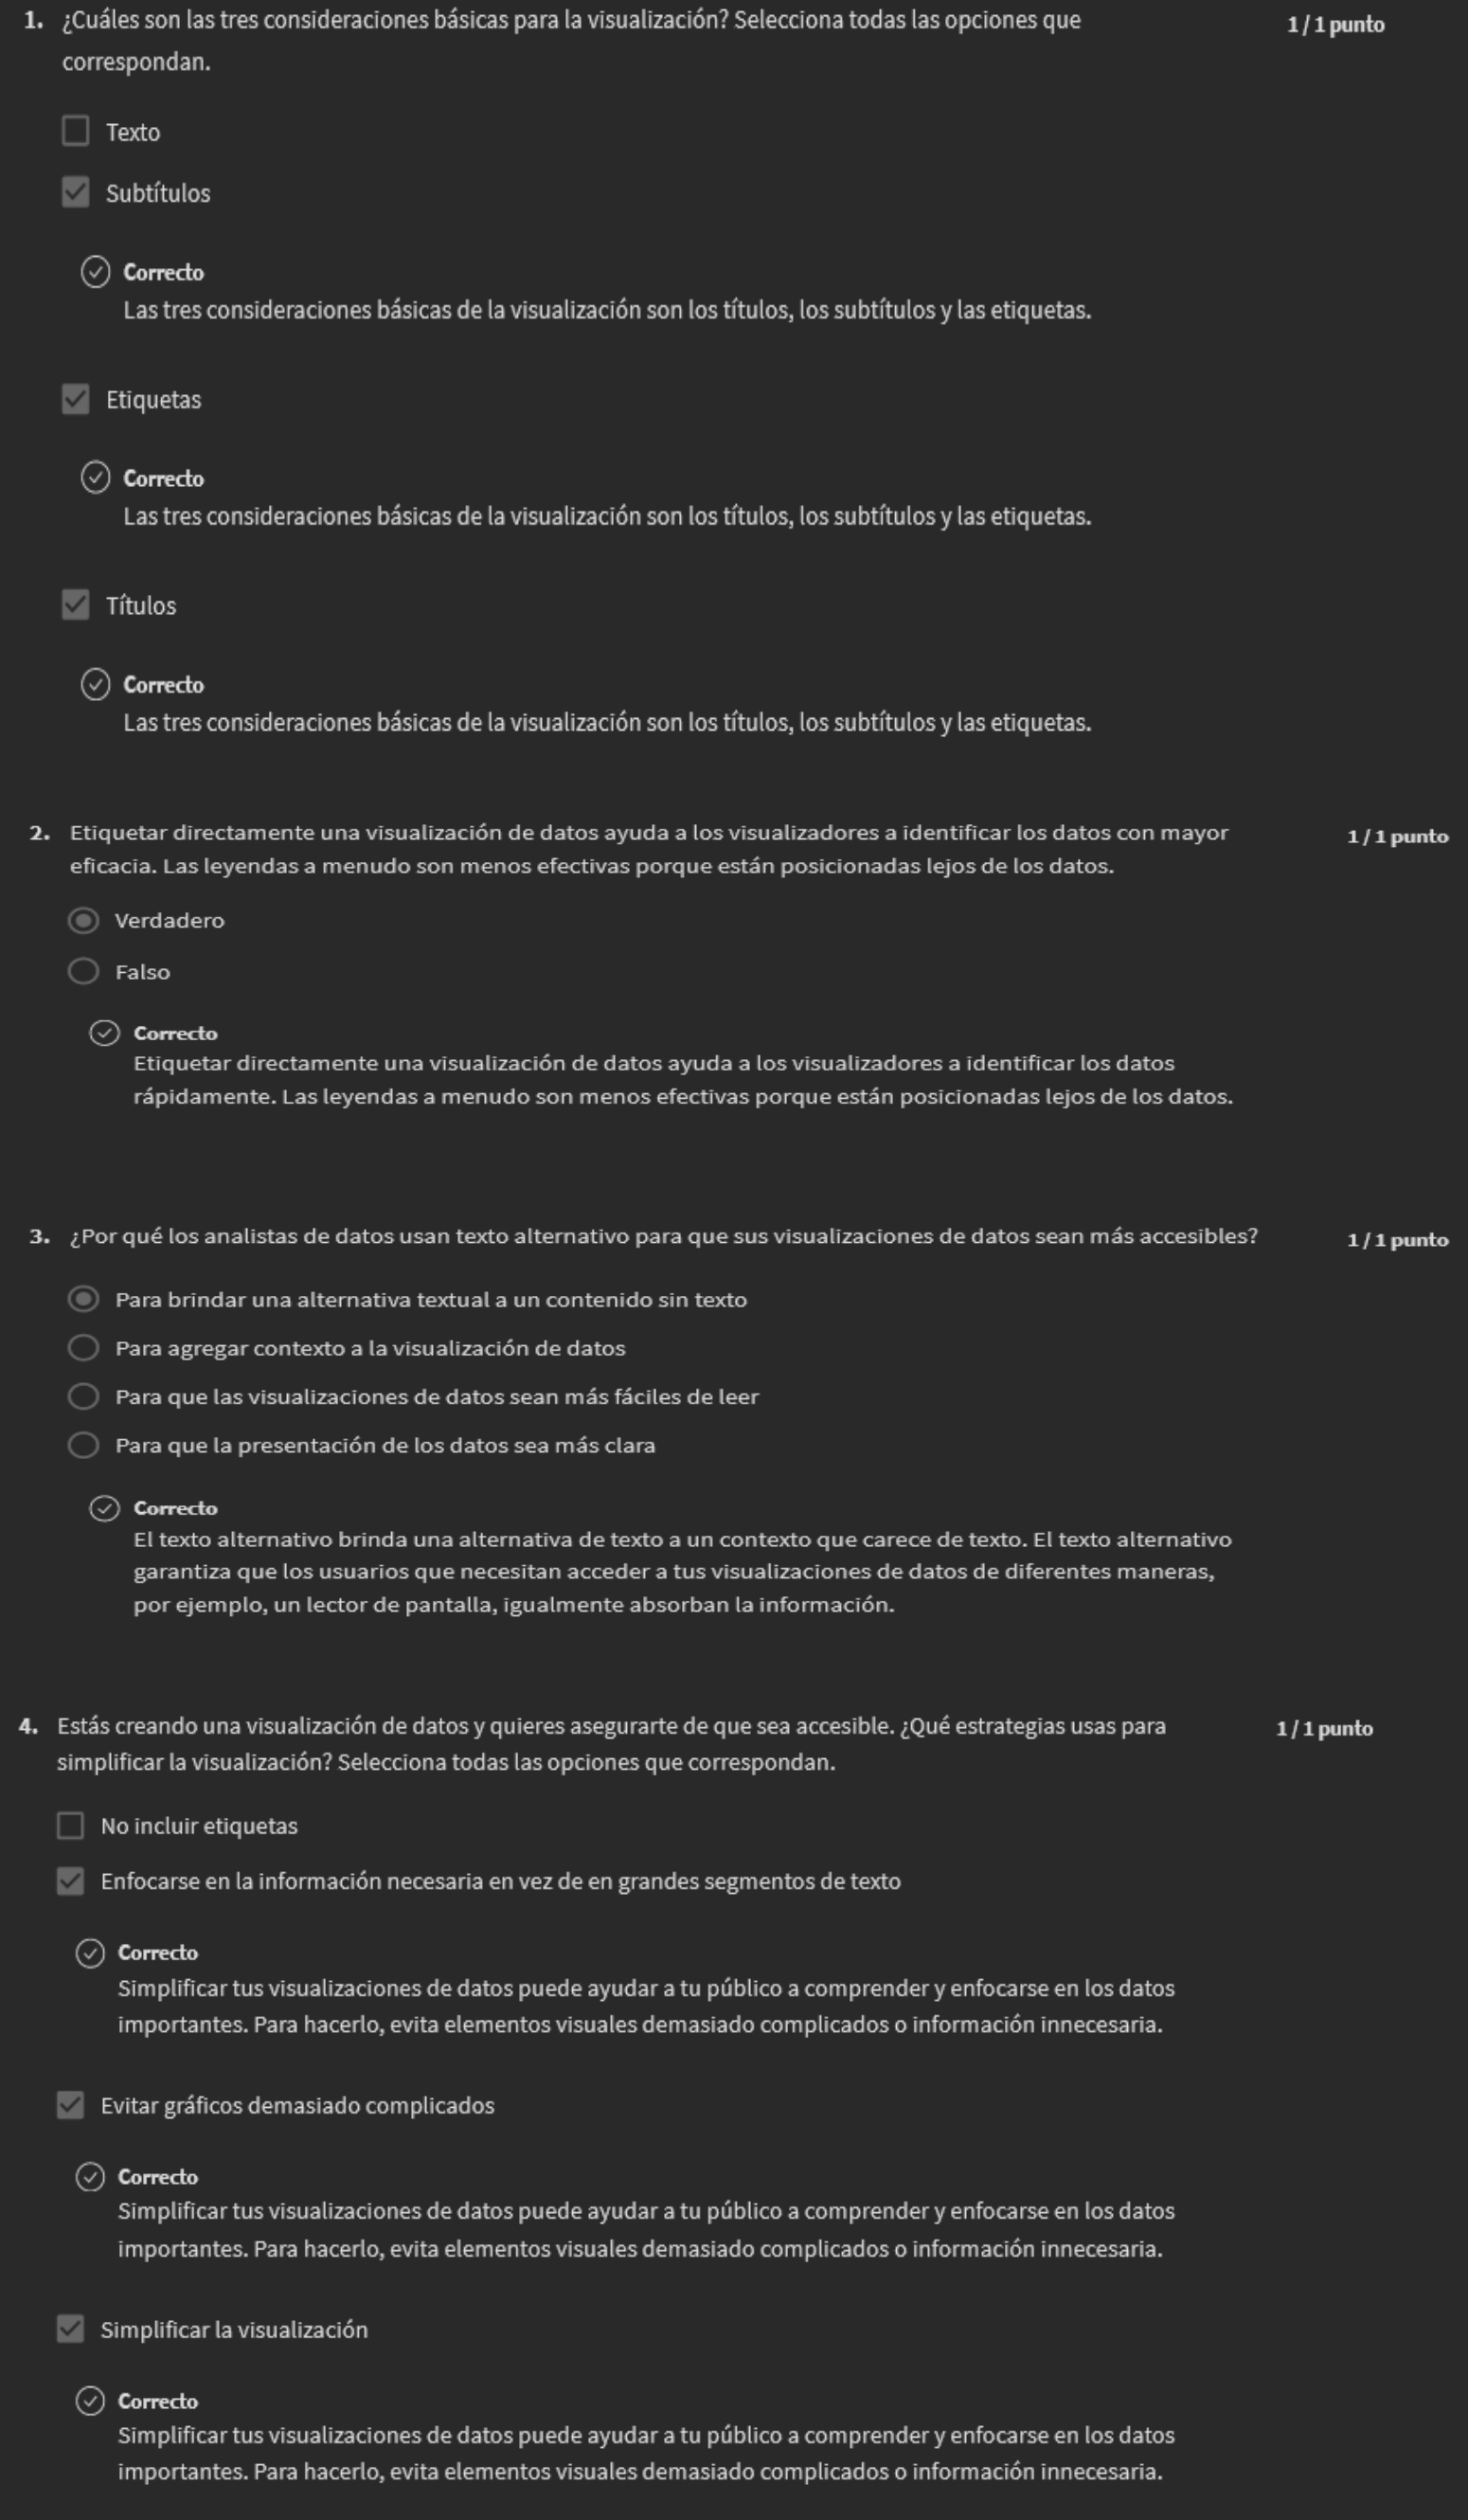 1. ¿Cuáles son las tres consideraciones básicas para la visualización? Selecciona todas las opciones que
correspondan.
1 / 1 punto
Texto
Subtítulos
Correcto
Las tres consideraciones básicas de la visualización son los títulos, los subtítulos y las etiquetas.
Etiquetas
Correcto
Las tres consideraciones básicas de la visualización son los títulos, los subtítulos y las etiquetas.
Títulos
Correcto
Las tres consideraciones básicas de la visualización son los títulos, los subtítulos y las etiquetas.
2. Etiquetar directamente una visualización de datos ayuda a los visualizadores a identificar los datos con mayor
eficacia. Las leyendas a menudo son menos efectivas porque están posicionadas lejos de los datos.
1 / 1 punto
Verdadero
Falso
Correcto
Etiquetar directamente una visualización de datos ayuda a los visualizadores a identificar los datos
rápidamente. Las leyendas a menudo son menos efectivas porque están posicionadas lejos de los datos.
3. ¿Por qué los analistas de datos usan texto alternativo para que sus visualizaciones de datos sean más accesibles?
1 / 1 punto
Para brindar una alternativa textual a un contenido sin texto
Para agregar contexto a la visualización de datos
Para que las visualizaciones de datos sean más fáciles de leer
Para que la presentación de los datos sea más clara
Correcto
El texto alternativo brinda una alternativa de texto a un contexto que carece de texto. El texto alternativo
garantiza que los usuarios que necesitan acceder a tus visualizaciones de datos de diferentes maneras,
por ejemplo, un lector de pantalla, igualmente absorban la información.
4. Estás creando una visualización de datos y quieres asegurarte de que sea accesible. ¿Qué estrategias usas para
simplificar la visualización? Selecciona todas las opciones que correspondan.
1 / 1 punto
No incluir etiquetas
Enfocarse en la información necesaria en vez de en grandes segmentos de texto
Correcto
Simplificar tus visualizaciones de datos puede ayudar a tu público a comprender y enfocarse en los datos
importantes. Para hacerlo, evita elementos visuales demasiado complicados o información innecesaria.
Evitar gráficos demasiado complicados
Correcto
Simplificar tus visualizaciones de datos puede ayudar a tu público a comprender y enfocarse en los datos
importantes. Para hacerlo, evita elementos visuales demasiado complicados o información innecesaria.
Simplificar la visualización
Correcto
Simplificar tus visualizaciones de datos puede ayudar a tu público a comprender y enfocarse en los datos
importantes. Para hacerlo, evita elementos visuales demasiado complicados o información innecesaria.